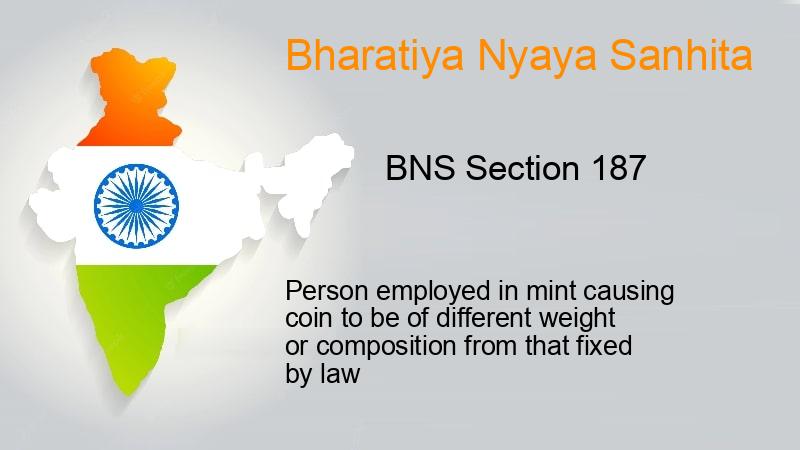 Bharatiya Nyaya Sanhita
BNS Section 187
Person employed in mint causing
coin to be of different weight
or composition from that fixed
by law